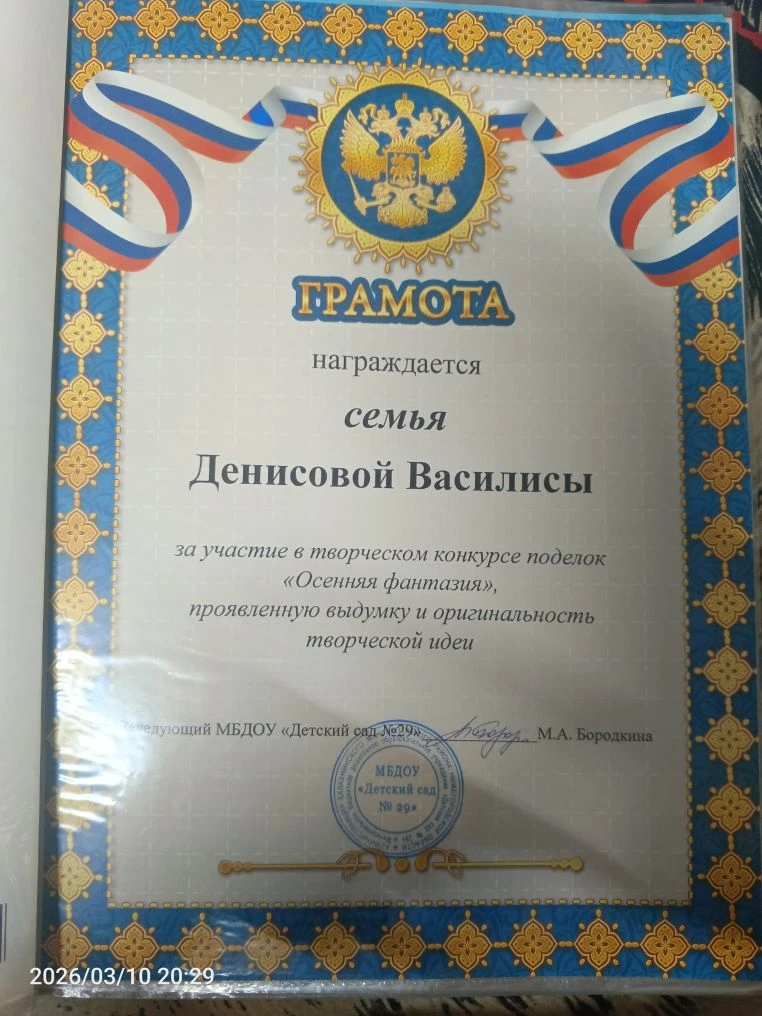 ГРАМОТА
награждается
семья
Денисовой Василисы
за участие в творческом конкурсе поделок
«Осенняя фантазия»,
проявленную выдумку и оригинальность
творческой идеи
Заведующий МБДОУ «Детский сад №29» М.А. Бородкина
МБДОУ
«Детский сад
№ 29»
2026/03/10 20:29